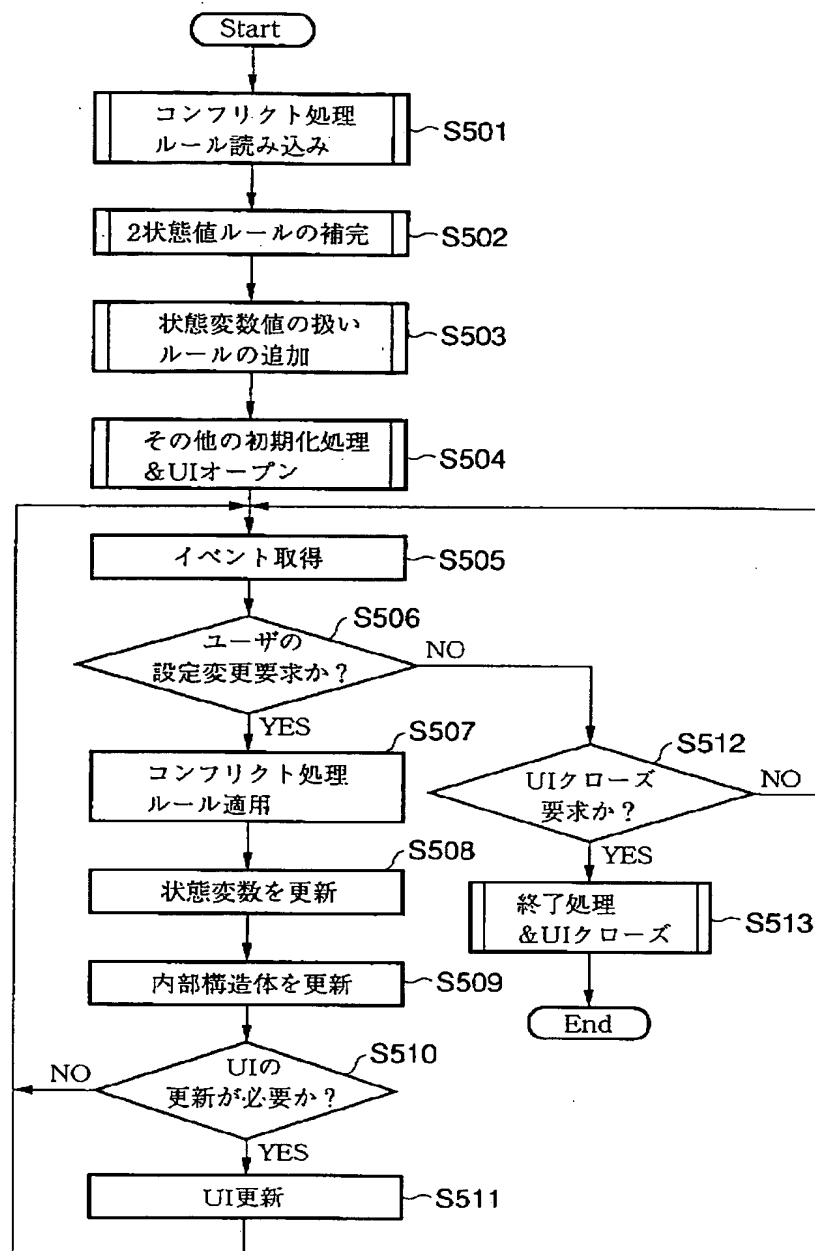 Start
コンフリクト処理
ルール読み込み
S501
2状態値ルールの補完
S502
状態変数値の扱い
ルールの追加
S503
その他の初期化処理
&UIオープン
S504
イベント取得
S505
S506
ユーザの
設定変更要求か?
NO
YES
S507
コンフリクト処理
ルール適用
S512
UIクローズ
要求か?
NO
YES
S508
状態変数を更新
終了処理
&UIクローズ
S513
内部構造体を更新
S509
End
S510
UIの
更新が必要か?
NO
YES
UI更新
S511